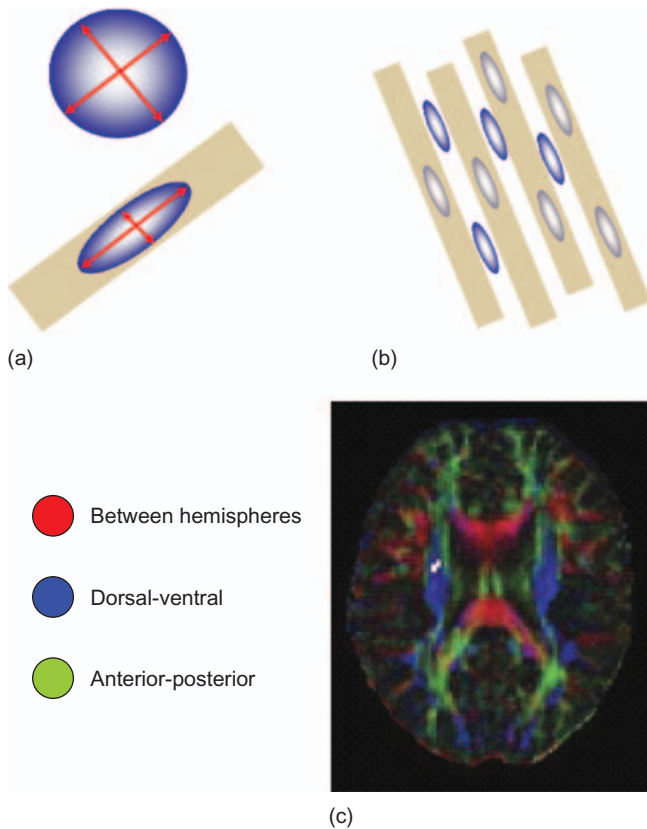 (a)
(b)
Between hemispheres
Dorsal-ventral
Anterior-posterior
(c)